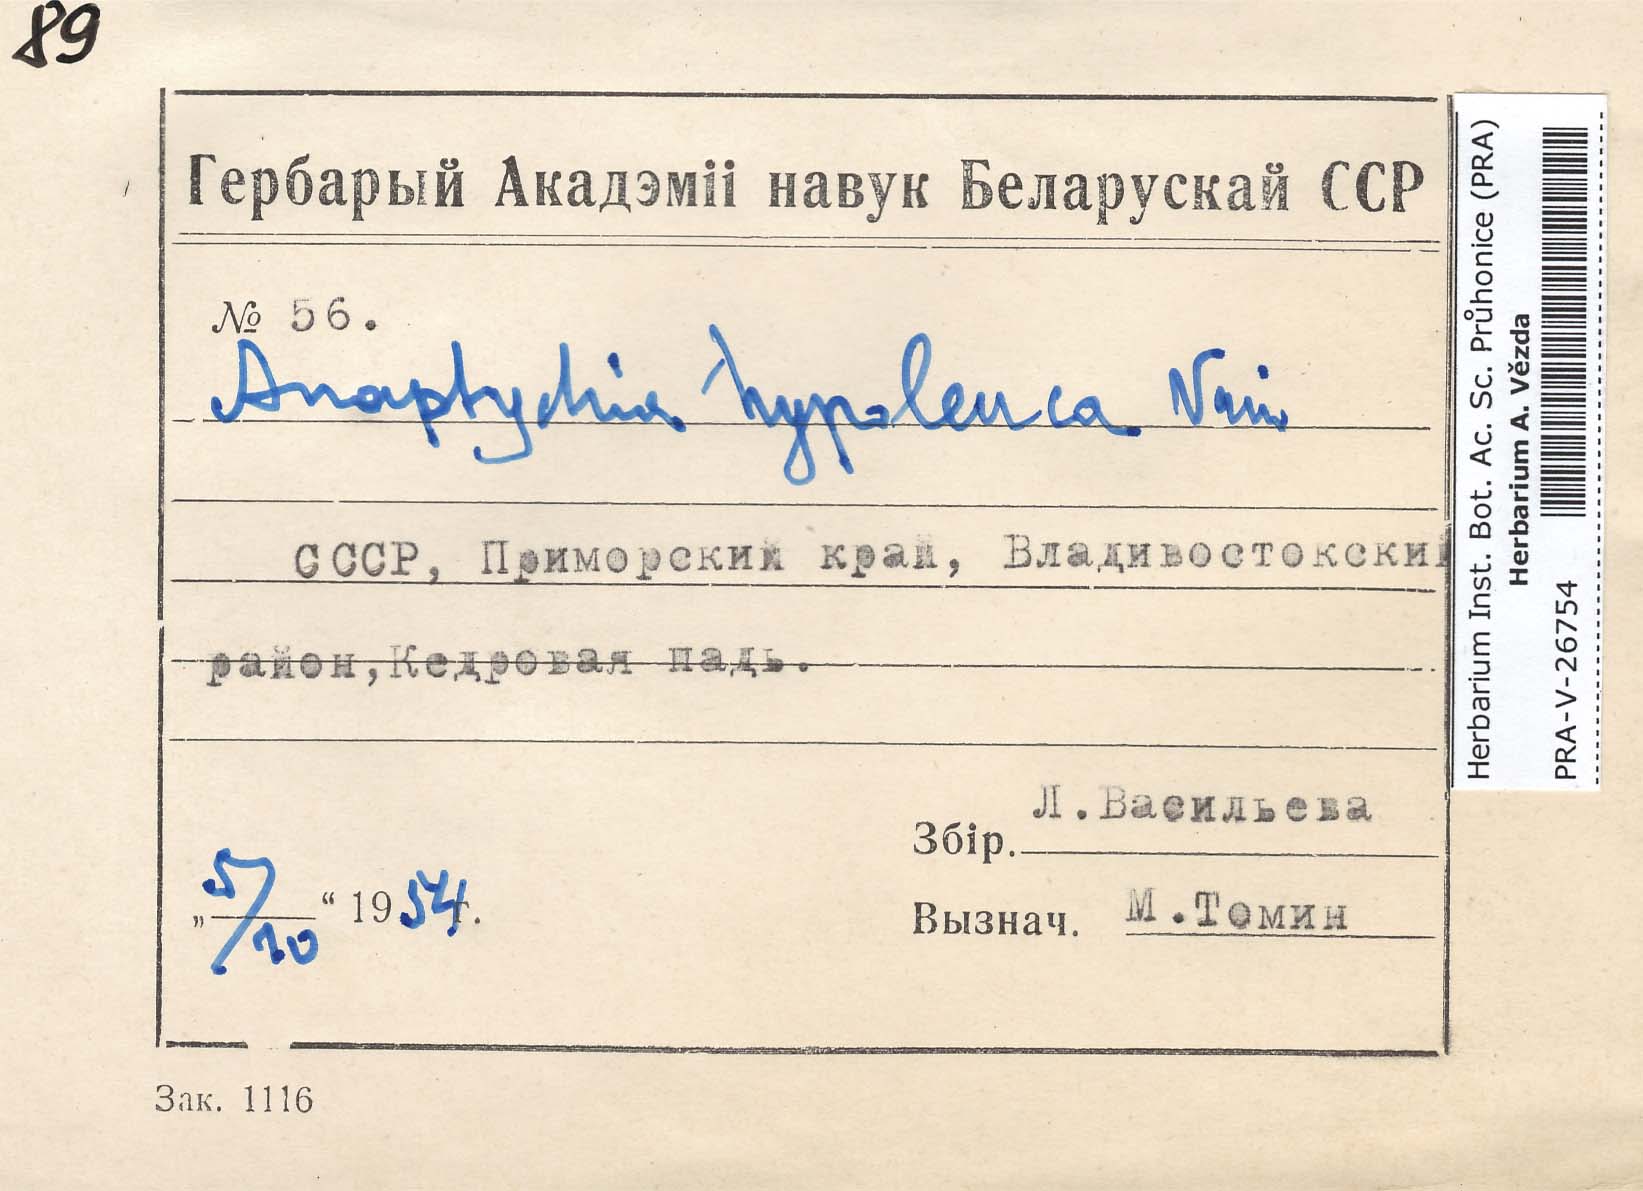 89
Гербарый Акадэміі навук Беларускай ССР
№ 56.
Anaptychia hypoleuca Vain
СССР, Приморский край, Владивостокский
район,Кедровая падь.
Збір. Л.Васильева
„5/10“ 1954г.
Вызнач. М.Томин
Зак. 1116
Herbarium Inst. Bot. Ac. Sc. Průhonice (PRA)
Herbarium A. Vězda
PRA-V-26754